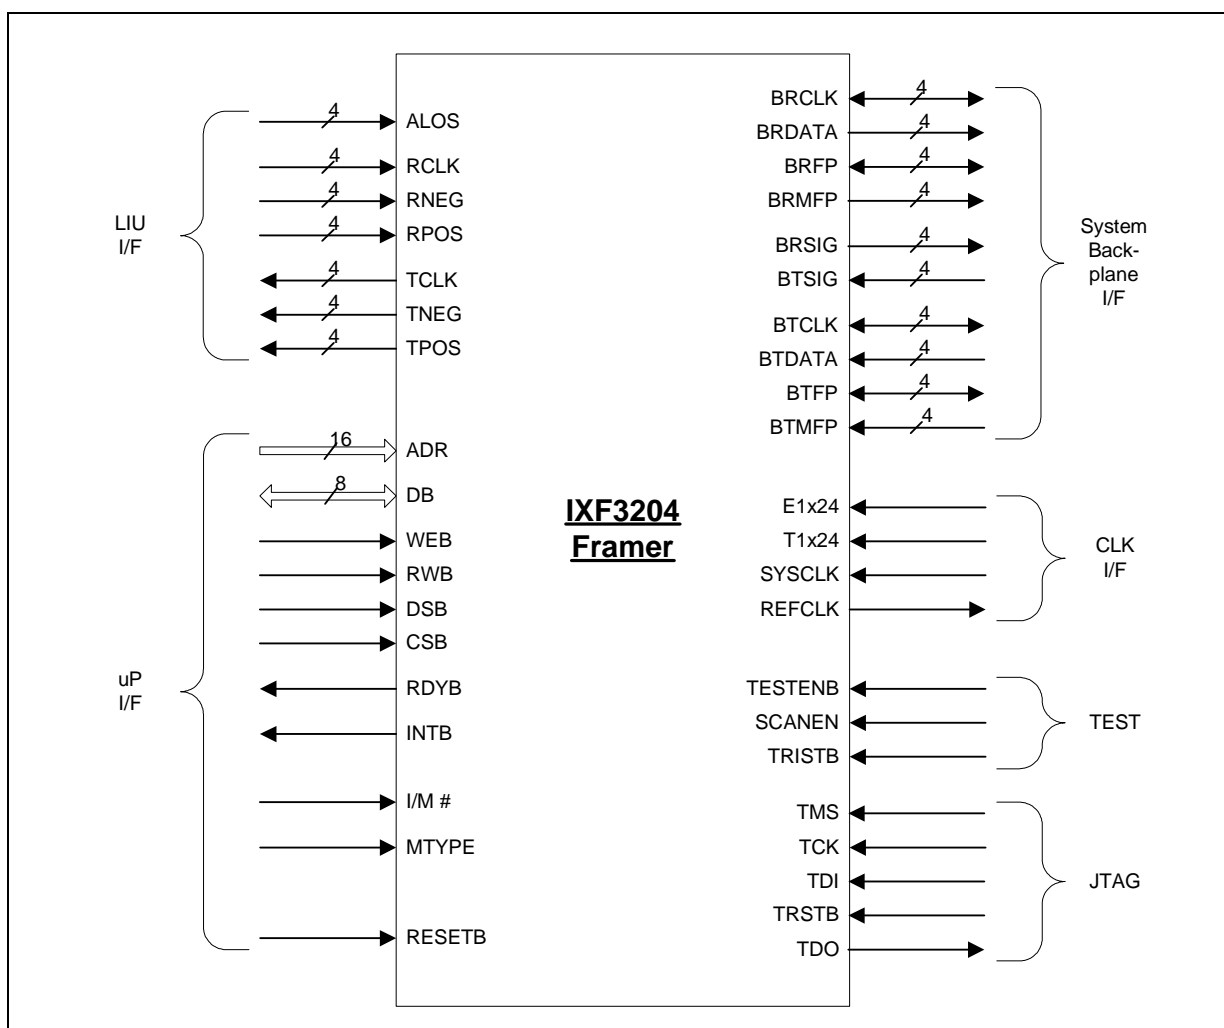 4
ALOS
4
RCLK
4
RNEG
4
RPOS
4
TCLK
4
TNEG
4
TPOS
LIU
I/F
16
ADR
8
DB
WEB
RWB
DSB
CSB
RDYB
INTB
I/M #
MTYPE
RESETB
uP
I/F
IXF3204
Framer
BRCLK
4
BRDATA
4
BRFP
4
BRMFP
4
BRSIG
4
BTSIG
4
BTCLK
4
BTDATA
4
BTFP
4
BTMFP
4
System
Back-
plane
I/F
E1x24
T1x24
SYSCLK
REFCLK
CLK
I/F
TESTENB
SCANEN
TRISTB
TEST
TMS
TCK
TDI
TRSTB
TDO
JTAG